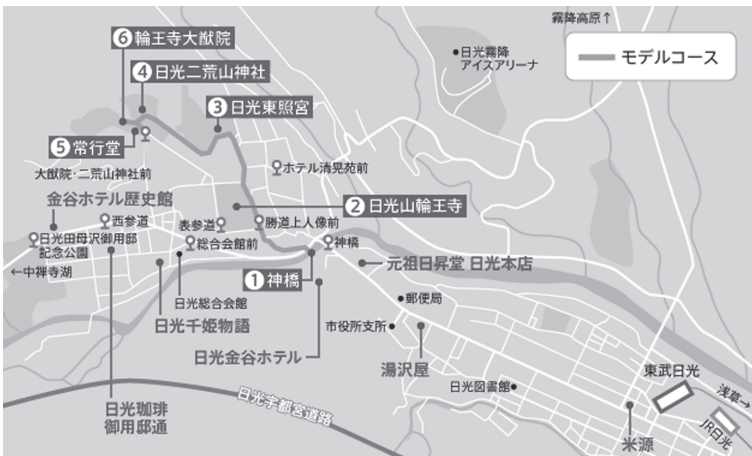 霧降高原↑
モデルコース
❻輪王寺大猷院
●日光霧降
アイスアリーナ
❹日光二荒山神社
❸日光東照宮
❺常行堂
大猷院・二荒山神社前
ホテル清晃苑前
金谷ホテル歴史館
❷日光山輪王寺
西参道
表参道
勝道上人像前
日光田母沢御用邸
記念公園
総合会館前
神橋
←中禅寺湖
❶神橋
元祖日昇堂 日光本店
日光総合会館
●郵便局
日光千姫物語
市役所支所●
日光金谷ホテル
湯沢屋
東武日光
日光図書館●
浅草→
日光宇都宮道路
日光珈琲
御用邸通
JR日光
米源